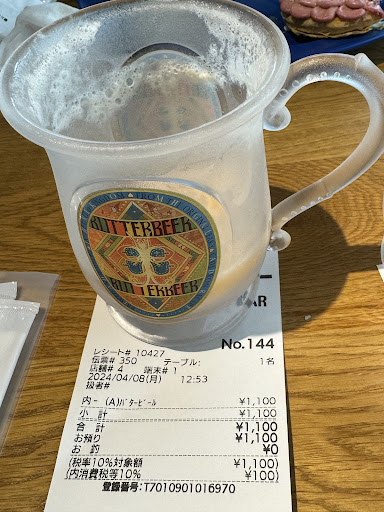 BUTTERBEER
BUTTERBEER
No.144
レシート# 10427
伝票# 350 テーブル: 1名
店舗# 4 端末# 1
2024/04/08(月) 12:53
扱者#
内- (A)バタービール ¥1,100
小 計 ¥1,100
合 計 ¥1,100
お預り ¥1,100
お 釣 ¥0
(税率10%対象額 ¥1,100)
(内消費税等10% ¥100)
登録番号:T7010901016970